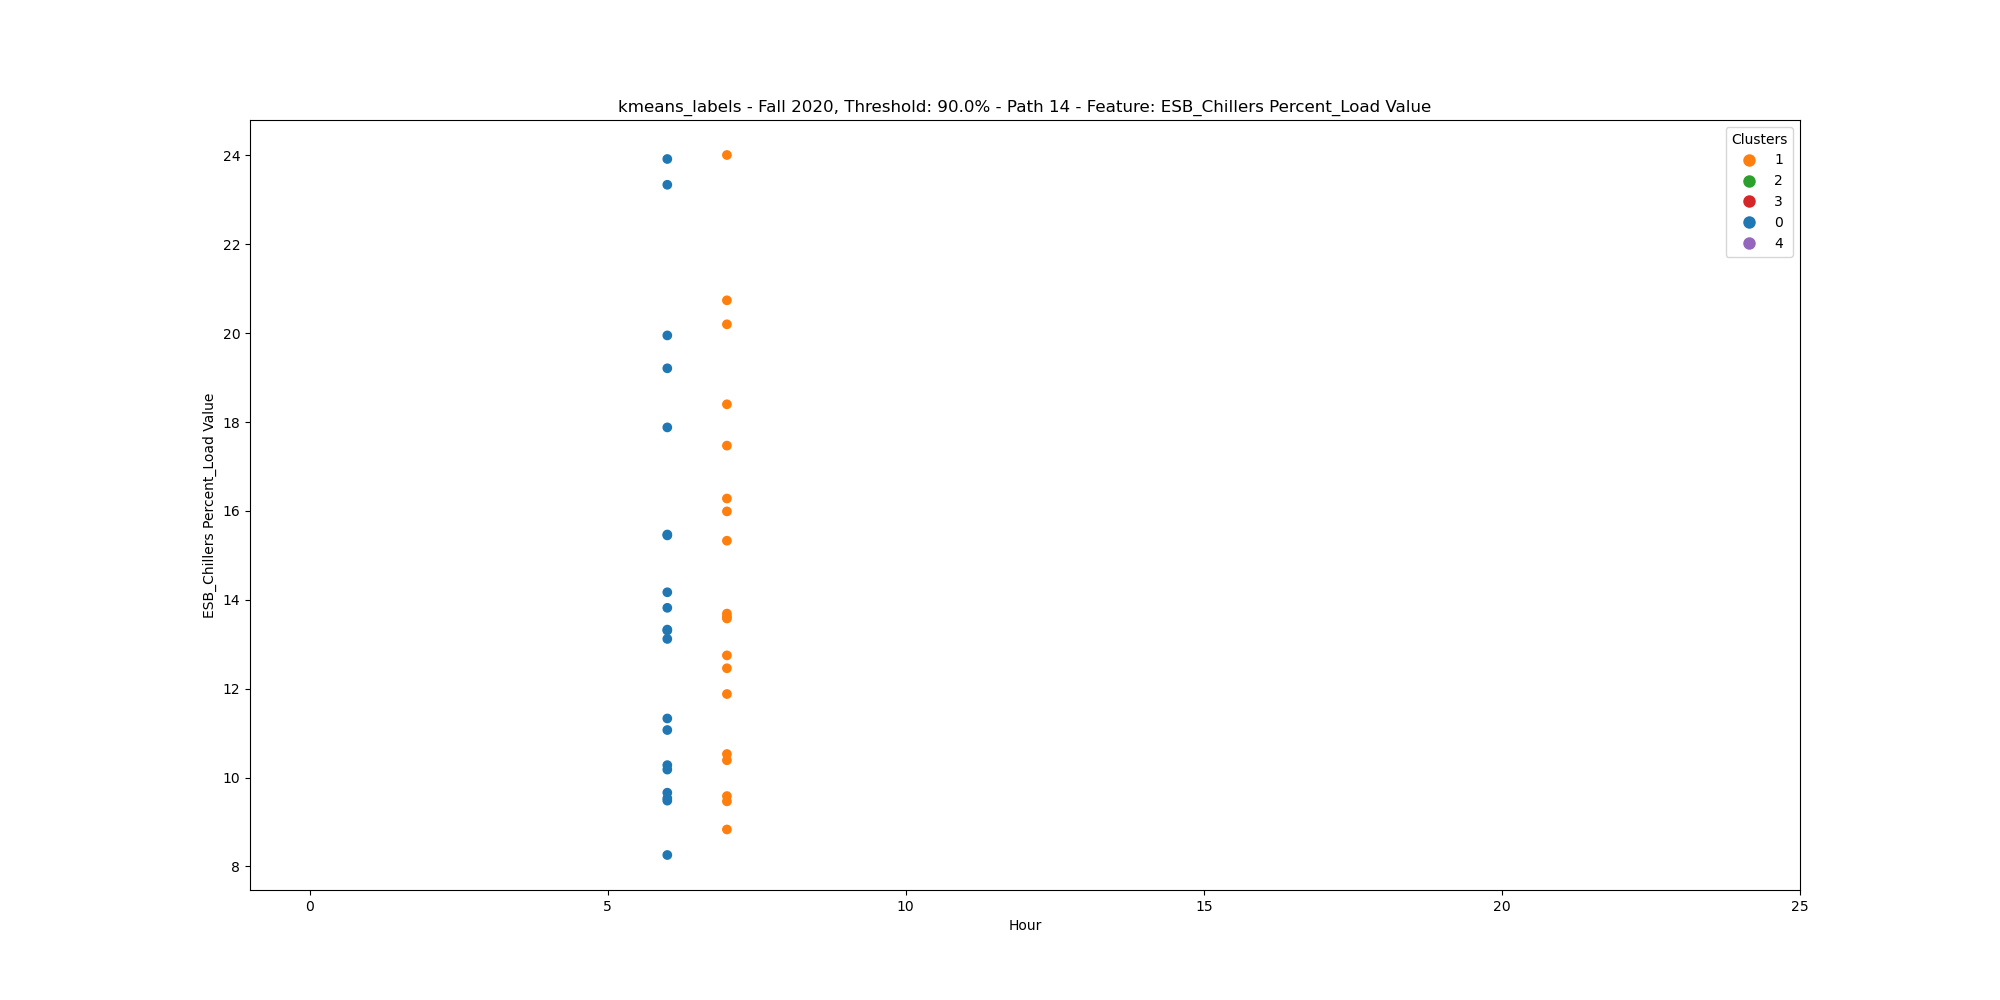 kmeans_labels - Fall 2020, Threshold: 90.0% - Path 14 - Feature: ESB_Chillers Percent_Load Value
Clusters
1
2
3
0
4
24
22
20
18
16
14
12
10
8
ESB_Chillers Percent_Load Value
0 5 10 15 20 25
Hour